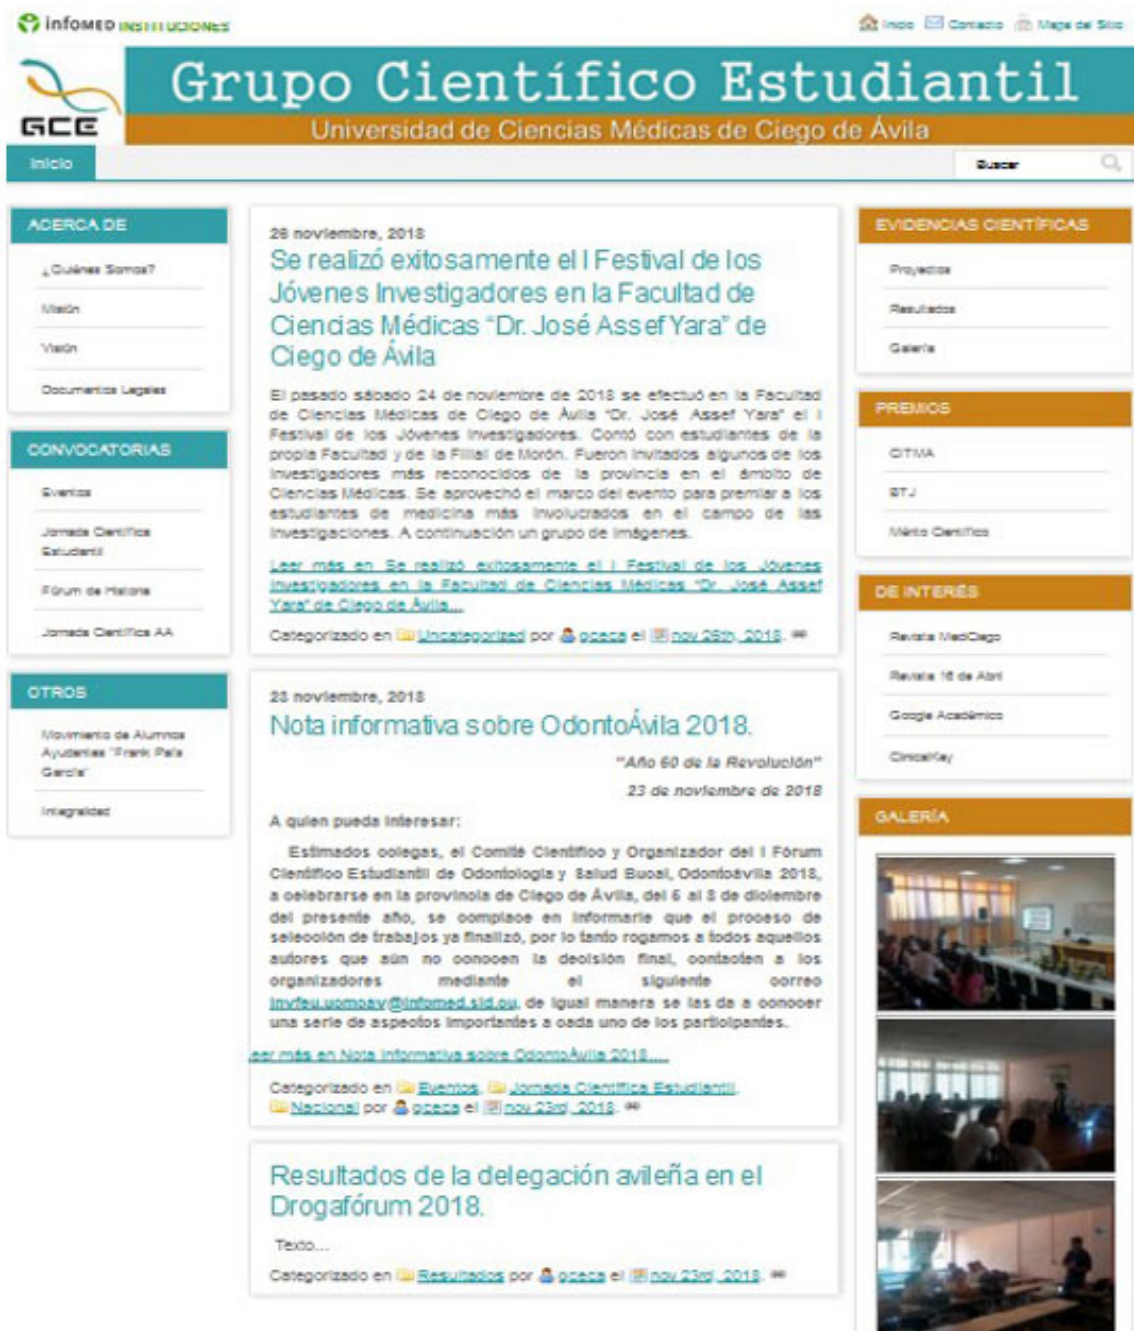 infomed INSTITUCIONES
Inicio Contacto Mapa del Sitio
GCE
Grupo Científico Estudiantil
Universidad de Ciencias Médicas de Ciego de Ávila
Inicio
Buscar
ACERCA DE
¿Quiénes Somos?
Misión
Visión
Documentos Legales
CONVOCATORIAS
Eventos
Jornada Científica
Estudiantil
Fórum de Historia
Jornada Científica AA
OTROS
Movimiento de Alumnos
Ayudantes "Frank País
García"
Integralidad
26 noviembre, 2018
Se realizó exitosamente el I Festival de los
Jóvenes Investigadores en la Facultad de
Ciencias Médicas “Dr. José Assef Yara” de
Ciego de Ávila
El pasado sábado 24 de noviembre de 2018 se efectuó en la Facultad
de Ciencias Médicas de Ciego de Ávila “Dr. José Assef Yara” el I
Festival de los Jóvenes Investigadores. Contó con estudiantes de la
propia Facultad y de la Filial de Morón. Fueron invitados algunos de los
investigadores más reconocidos de la provincia en el ámbito de
Ciencias Médicas. Se aprovechó el marco del evento para premiar a los
estudiantes de medicina más involucrados en el campo de las
investigaciones. A continuación un grupo de imágenes.
Leer más en Se realizó exitosamente el I Festival de los Jóvenes
Investigadores en la Facultad de Ciencias Médicas “Dr. José Assef
Yara” de Ciego de Ávila...
Categorizado en Uncategorized por gceca el nov 26th, 2018.
23 noviembre, 2018
Nota informativa sobre OdontoÁvila 2018.
"Año 60 de la Revolución"
23 de noviembre de 2018
A quien pueda interesar:
Estimados colegas, el Comité Científico y Organizador del I Fórum
Científico Estudiantil de Odontología y Salud Bucal, Odontoávila 2018,
a celebrarse en la provincia de Ciego de Ávila, del 6 al 8 de diciembre
del presente año, se complace en informarle que el proceso de
selección de trabajos ya finalizó, por lo tanto rogamos a todos aquellos
autores que aún no conocen la decisión final, contacten a los
organizadores mediante el siguiente correo
invfeu.ucmcav@infomed.sld.cu, de igual manera se las da a conocer
una serie de aspectos importantes a cada uno de los participantes.
eer más en Nota informativa sobre OdontoÁvila 2018....
Categorizado en Eventos, Jornada Científica Estudiantil,
Nacional por gceca el nov 23rd, 2018.
Resultados de la delegación avileña en el
Drogafórum 2018.
Texto...
Categorizado en Resultados por gceca el nov 23rd, 2018.
EVIDENCIAS CIENTÍFICAS
Proyectos
Resultados
Galería
PREMIOS
CITMA
BTJ
Mérito Científico
DE INTERÉS
Revista MediCiego
Revista 16 de Abril
Google Académico
ClinicalKey
GALERÍA